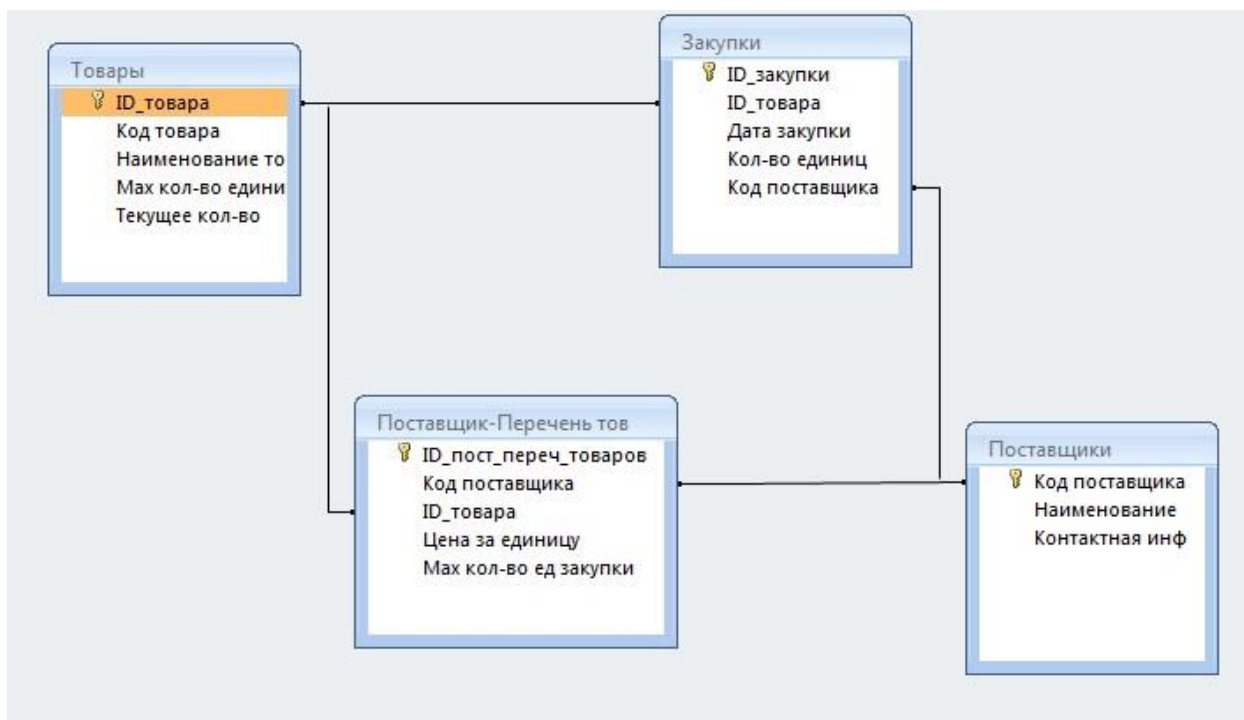 Товары
ID_товара
Код товара
Наименование то
Мах кол-во едини
Текущее кол-во
Закупки
ID_закупки
ID_товара
Дата закупки
Кол-во единиц
Код поставщика
Поставщик-Перечень тов
ID_пост_переч_товаров
Код поставщика
ID_товара
Цена за единицу
Мах кол-во ед закупки
Поставщики
Код поставщика
Наименование
Контактная инф